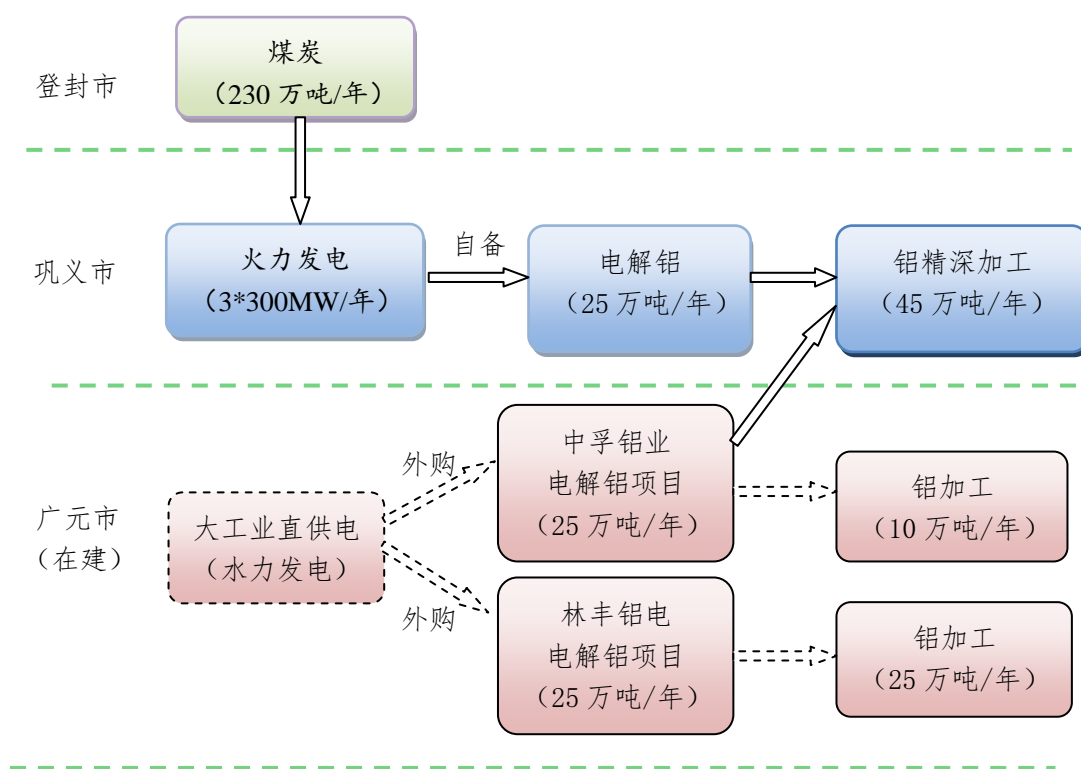 登封市
煤炭
（230 万吨/年）
巩义市
火力发电
（3*300MW/年）
自备
电解铝
（25 万吨/年）
铝精深加工
（45 万吨/年）
广元市
（在建）
大工业直供电
（水力发电）
外购
外购
中孚铝业
电解铝项目
（25 万吨/年）
铝加工
（10 万吨/年）
林丰铝电
电解铝项目
（25 万吨/年）
铝加工
（25 万吨/年）